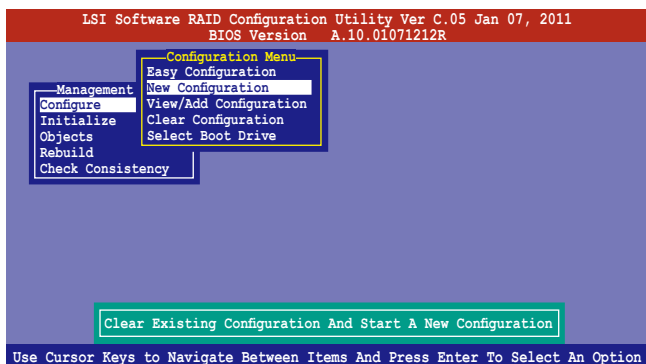 LSI Software RAID Configuration Utility Ver C.05 Jan 07, 2011
BIOS Version A.10.01071212R
Configuration Menu
Easy Configuration
New Configuration
View/Add Configuration
Clear Configuration
Select Boot Drive
Management
Configure
Initialize
Objects
Rebuild
Check Consistency
Clear Existing Configuration And Start A New Configuration
Use Cursor Keys to Navigate Between Items And Press Enter To Select An Option